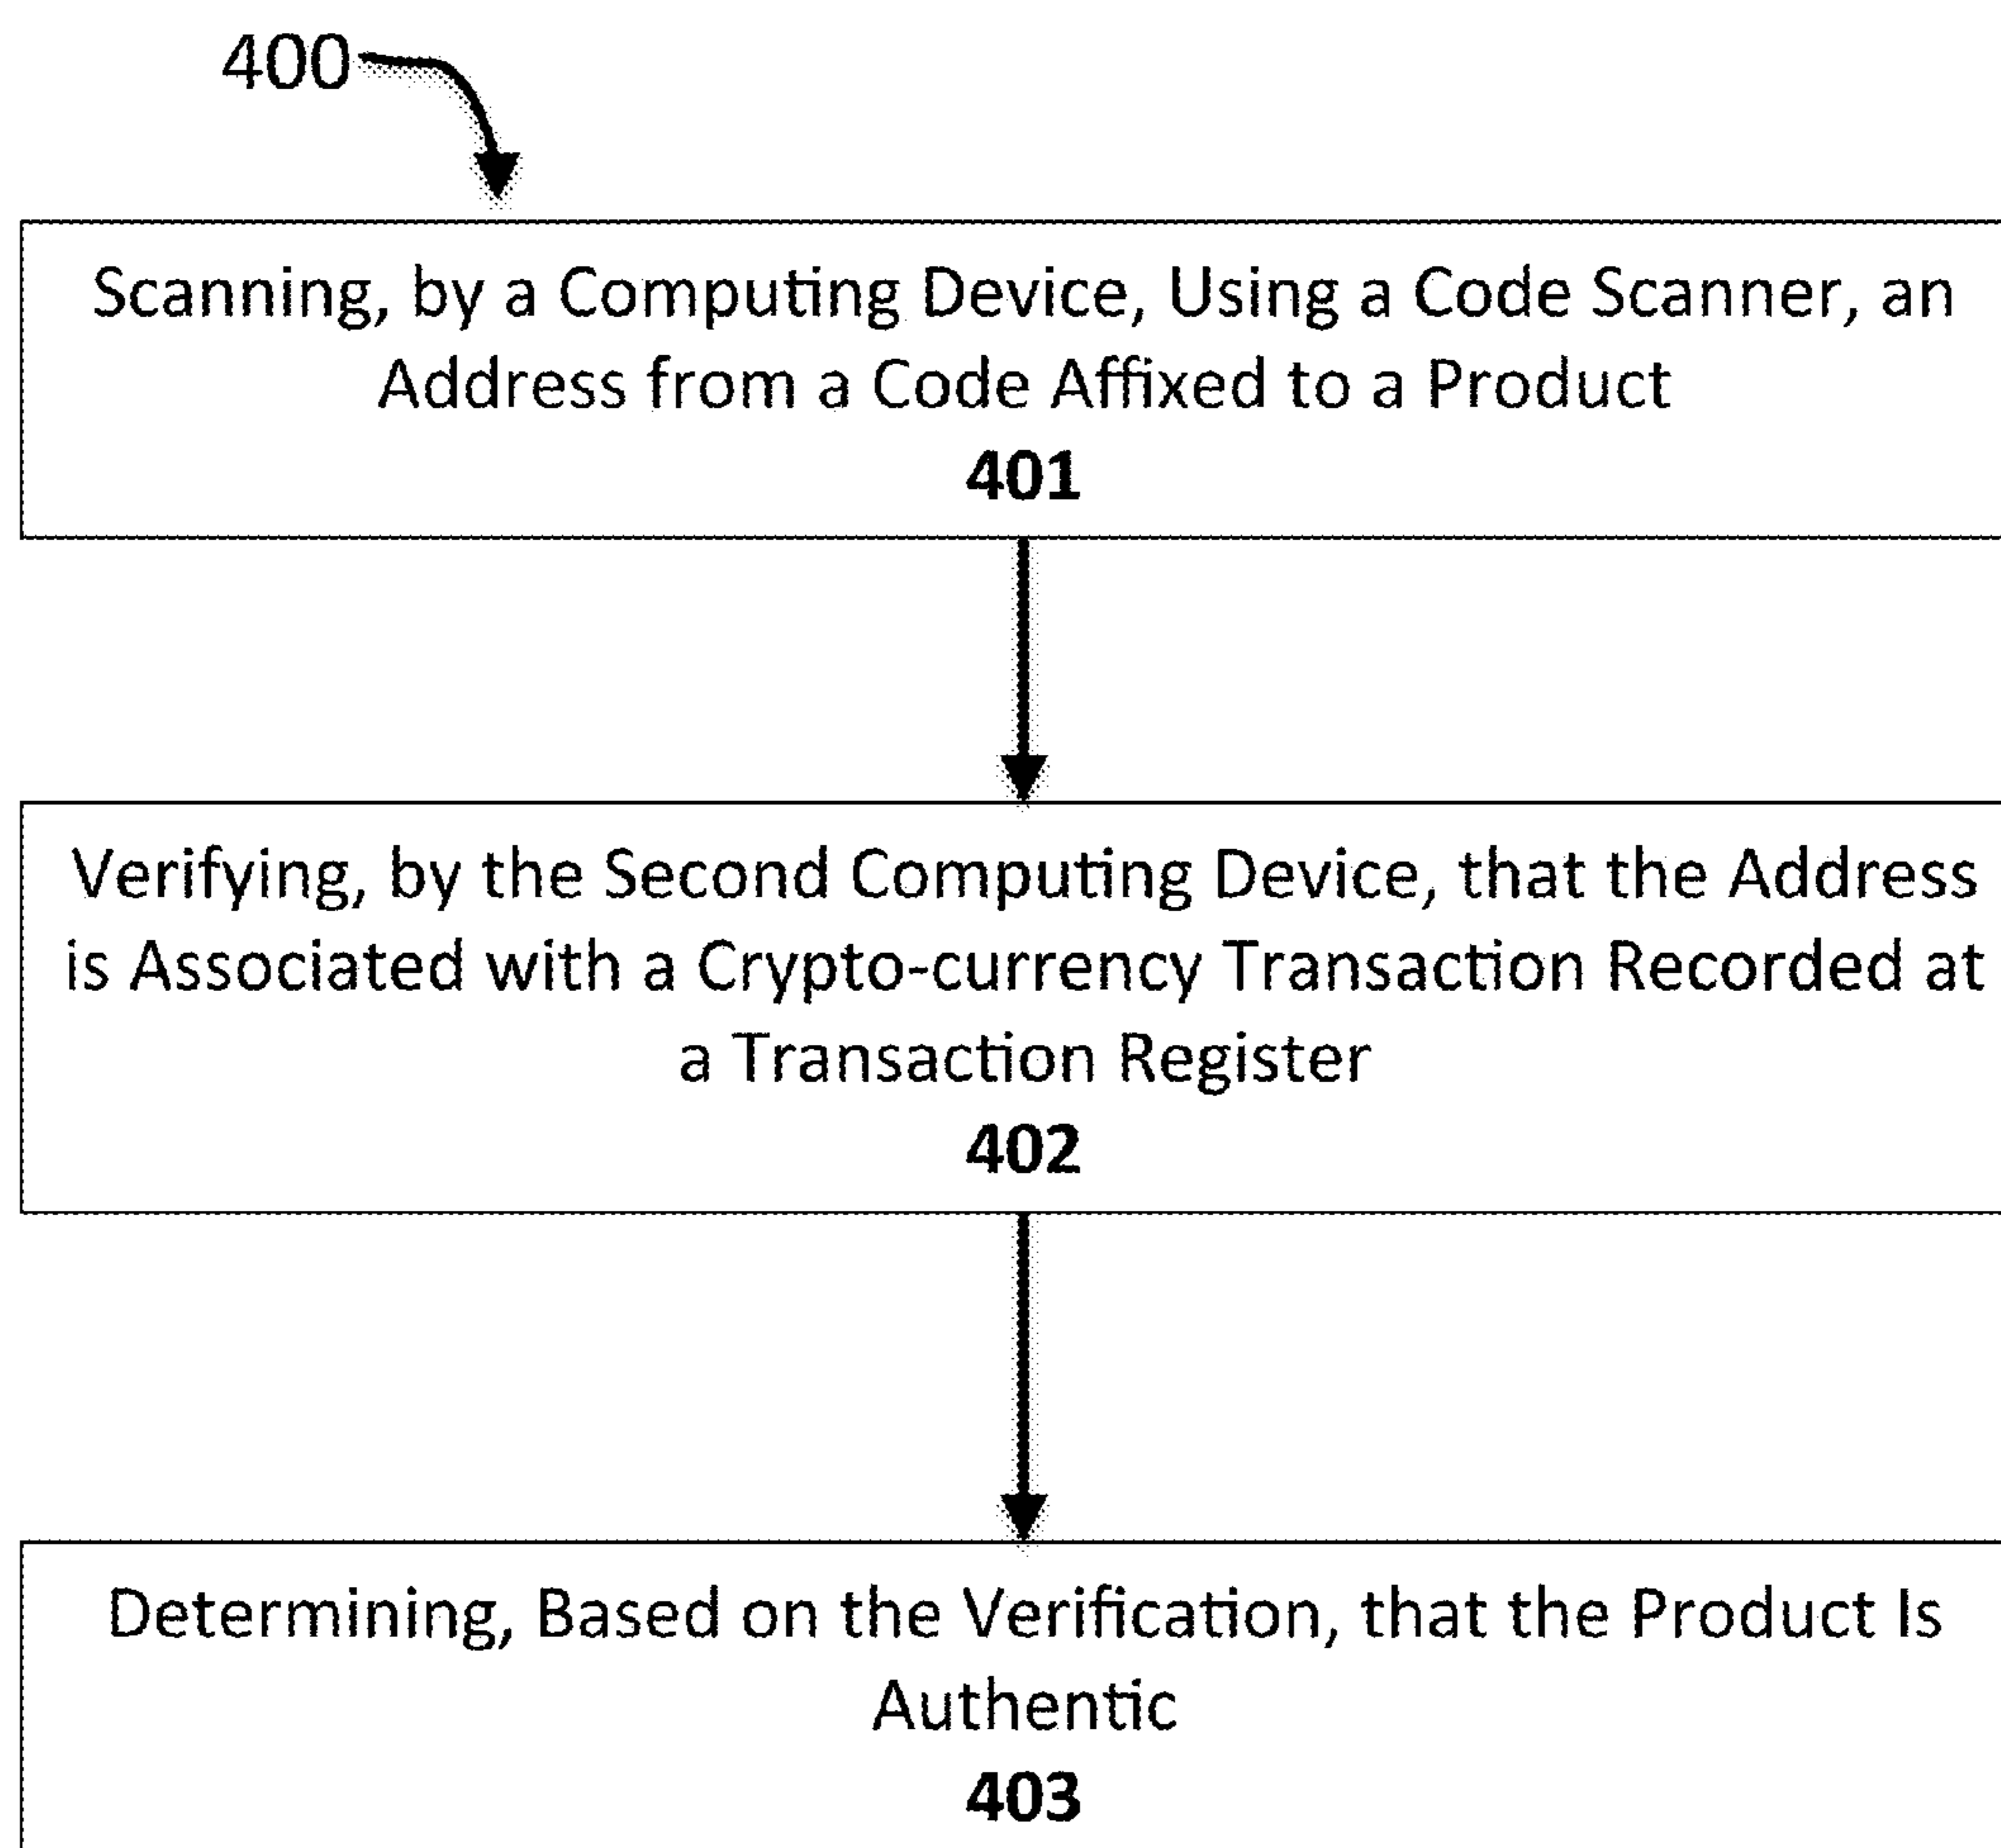 400
Scanning, by a Computing Device, Using a Code Scanner, an
Address from a Code Affixed to a Product
401
Verifying, by the Second Computing Device, that the Address
is Associated with a Crypto-currency Transaction Recorded at
a Transaction Register
402
Determining, Based on the Verification, that the Product Is
Authentic
403